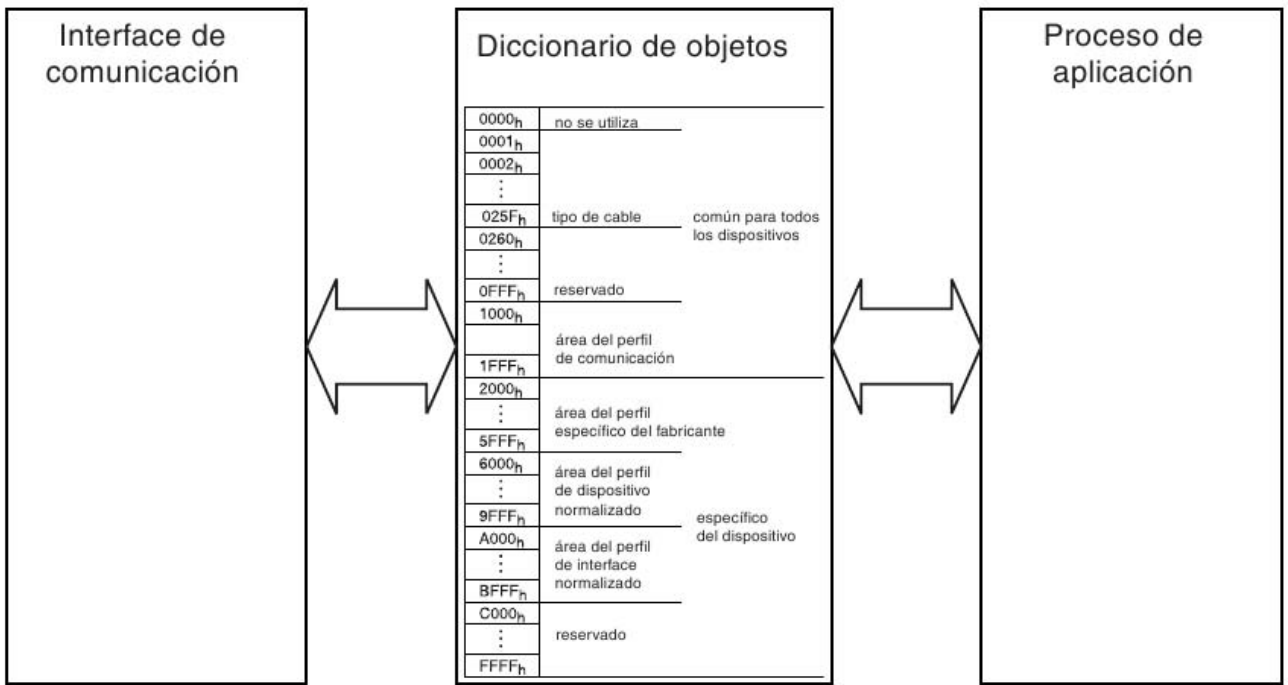 Interface de
comunicación
Diccionario de objetos
0000h no se utiliza
0001h
0002h
⋮
025Fh tipo de cable
común para todos
los dispositivos
0260h
⋮
0FFFh reservado
1000h
área del perfil
de comunicación
1FFFh
2000h
⋮
área del perfil
específico del fabricante
5FFFh
6000h
⋮
área del perfil
de dispositivo
normalizado
9FFFh
específico
del dispositivo
A000h
⋮
área del perfil
de interface
normalizado
BFFFh
C000h
⋮
reservado
FFFFh
Proceso de
aplicación